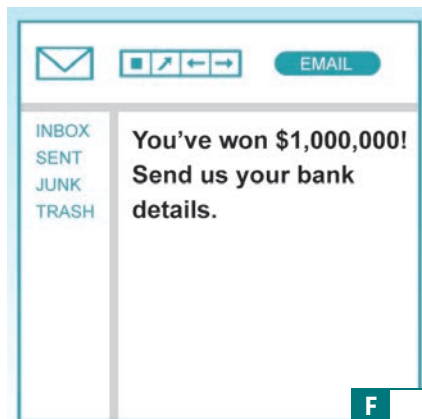 EMAIL
INBOX
SENT
JUNK
TRASH
You've won $1,000,000!
Send us your bank
details.
F